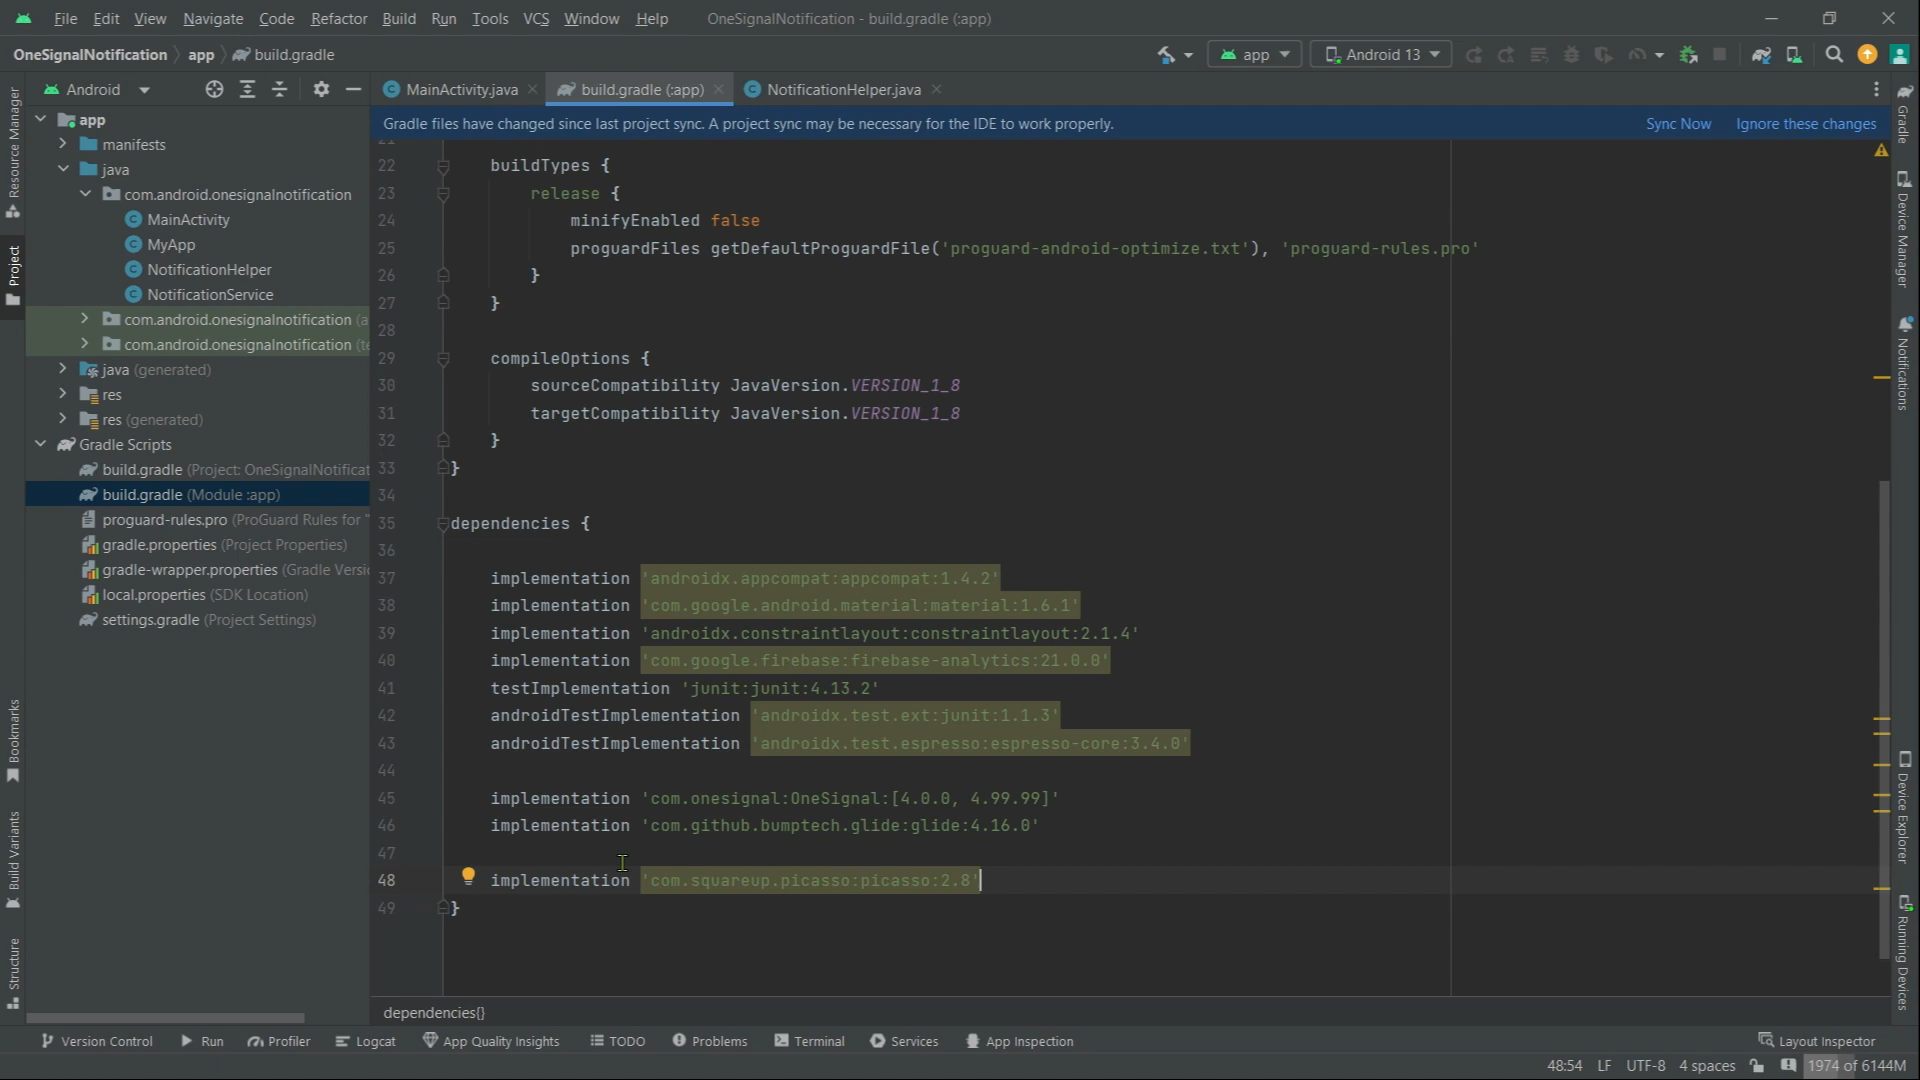 File Edit View Navigate Code Refactor Build Run Tools VCS Window Help OneSignalNotification - build.gradle (:app)
OneSignalNotification app build.gradle app Android 13
Android MainActivity.java build.gradle (:app) NotificationHelper.java
Gradle files have changed since last project sync. A project sync may be necessary for the IDE to work properly. Sync Now Ignore these changes
app
manifests
java
com.android.onesignalnotification
MainActivity
MyApp
NotificationHelper
NotificationService
com.android.onesignalnotification (a
com.android.onesignalnotification (te
java (generated)
res
res (generated)
Gradle Scripts
build.gradle (Project: OneSignalNotificat
build.gradle (Module :app)
proguard-rules.pro (ProGuard Rules for "
gradle.properties (Project Properties)
gradle-wrapper.properties (Gradle Versio
local.properties (SDK Location)
settings.gradle (Project Settings)
21
22 buildTypes {
23 release {
24 minifyEnabled false
25 proguardFiles getDefaultProguardFile('proguard-android-optimize.txt'), 'proguard-rules.pro'
26 }
27 }
28
29 compileOptions {
30 sourceCompatibility JavaVersion.VERSION_1_8
31 targetCompatibility JavaVersion.VERSION_1_8
32 }
33 }
34
35 dependencies {
36
37 implementation 'androidx.appcompat:appcompat:1.4.2'
38 implementation 'com.google.android.material:material:1.6.1'
39 implementation 'androidx.constraintlayout:constraintlayout:2.1.4'
40 implementation 'com.google.firebase:firebase-analytics:21.0.0'
41 testImplementation 'junit:junit:4.13.2'
42 androidTestImplementation 'androidx.test.ext:junit:1.1.3'
43 androidTestImplementation 'androidx.test.espresso:espresso-core:3.4.0'
44
45 implementation 'com.onesignal:OneSignal:[4.0.0, 4.99.99]'
46 implementation 'com.github.bumptech.glide:glide:4.16.0'
47
48 implementation 'com.squareup.picasso:picasso:2.8'
49 }
dependencies{}
Resource Manager
Project
Bookmarks
Build Variants
Structure
Gradle
Device Manager
Notifications
Device Explorer
Running Devices
Version Control Run Profiler Logcat App Quality Insights TODO Problems Terminal Services App Inspection Layout Inspector
48:54 LF UTF-8 4 spaces 1974 of 6144M